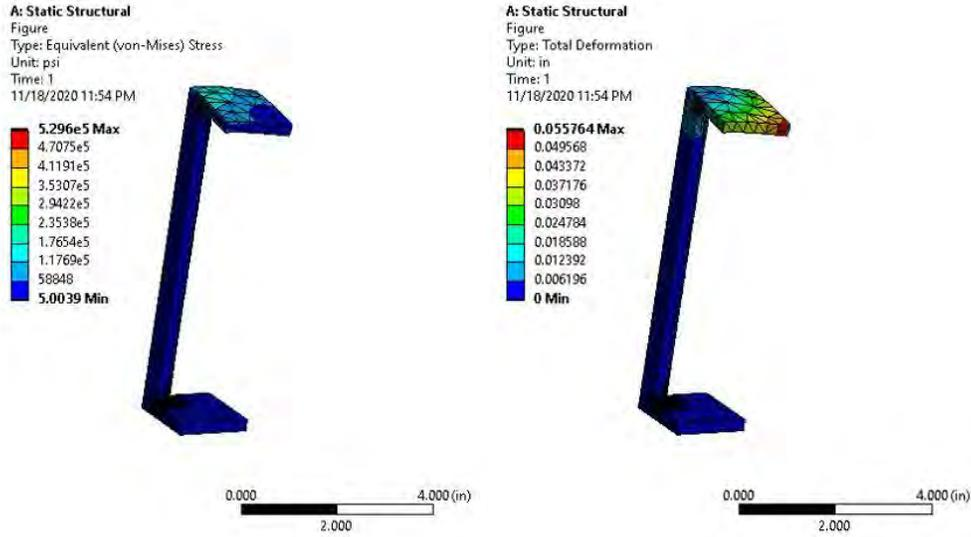 A: Static Structural
Figure
Type: Equivalent (von-Mises) Stress
Unit: psi
Time: 1
11/18/2020 11:54 PM
5.296e5 Max
4.7075e5
4.1191e5
3.5307e5
2.9422e5
2.3538e5
1.7654e5
1.1769e5
58848
5.0039 Min
0.000
4.000 (in)
2.000
A: Static Structural
Figure
Type: Total Deformation
Unit: in
Time: 1
11/18/2020 11:54 PM
0.055764 Max
0.049568
0.043372
0.037176
0.03098
0.024784
0.018588
0.012392
0.006196
0 Min
0.000
4.000 (in)
2.000